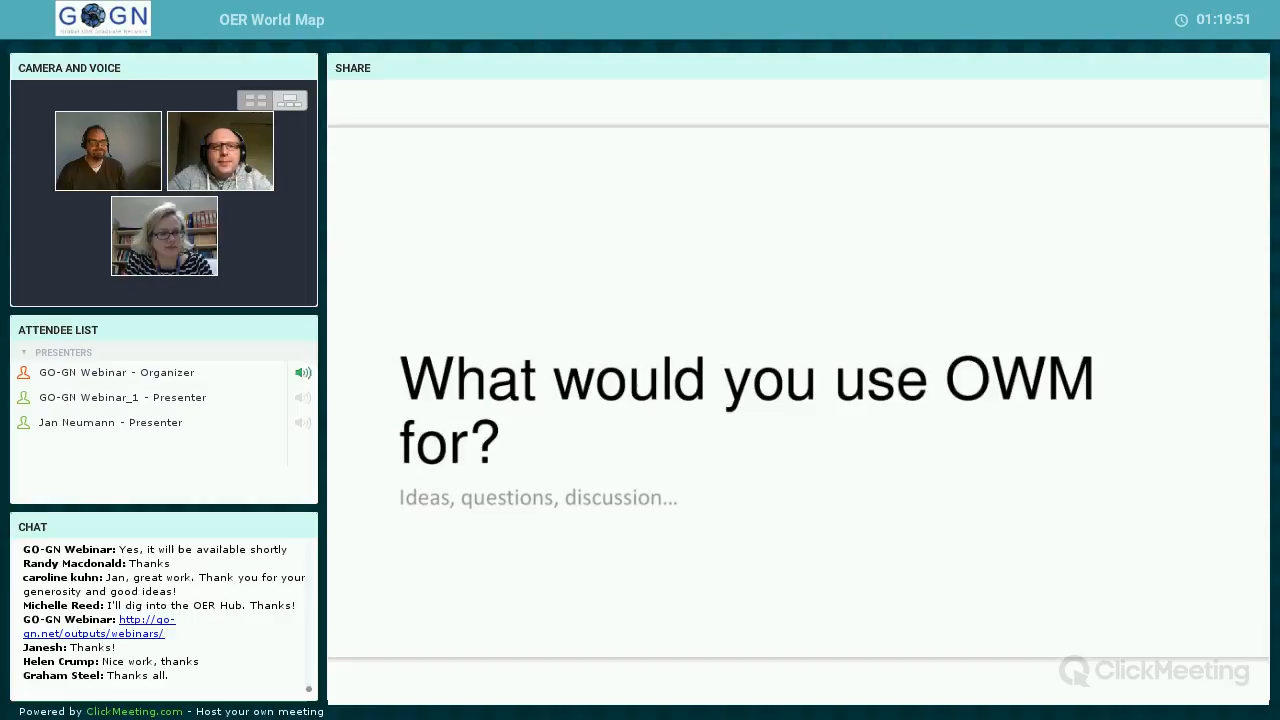 GO GN
Global OER Graduate Network
OER World Map
01:19:51
CAMERA AND VOICE
SHARE
ATTENDEE LIST
PRESENTERS
GO-GN Webinar - Organizer
GO-GN Webinar_1 - Presenter
Jan Neumann - Presenter
What would you use OWM
for?
Ideas, questions, discussion...
CHAT
GO-GN Webinar: Yes, it will be available shortly
Randy Macdonald: Thanks
caroline kuhn: Jan, great work. Thank you for your
generosity and good ideas!
Michelle Reed: I'll dig into the OER Hub. Thanks!
GO-GN Webinar: http://go-
gn.net/outputs/webinars/
Janesh: Thanks!
Helen Crump: Nice work, thanks
Graham Steel: Thanks all.
ClickMeeting
Powered by ClickMeeting.com - Host your own meeting